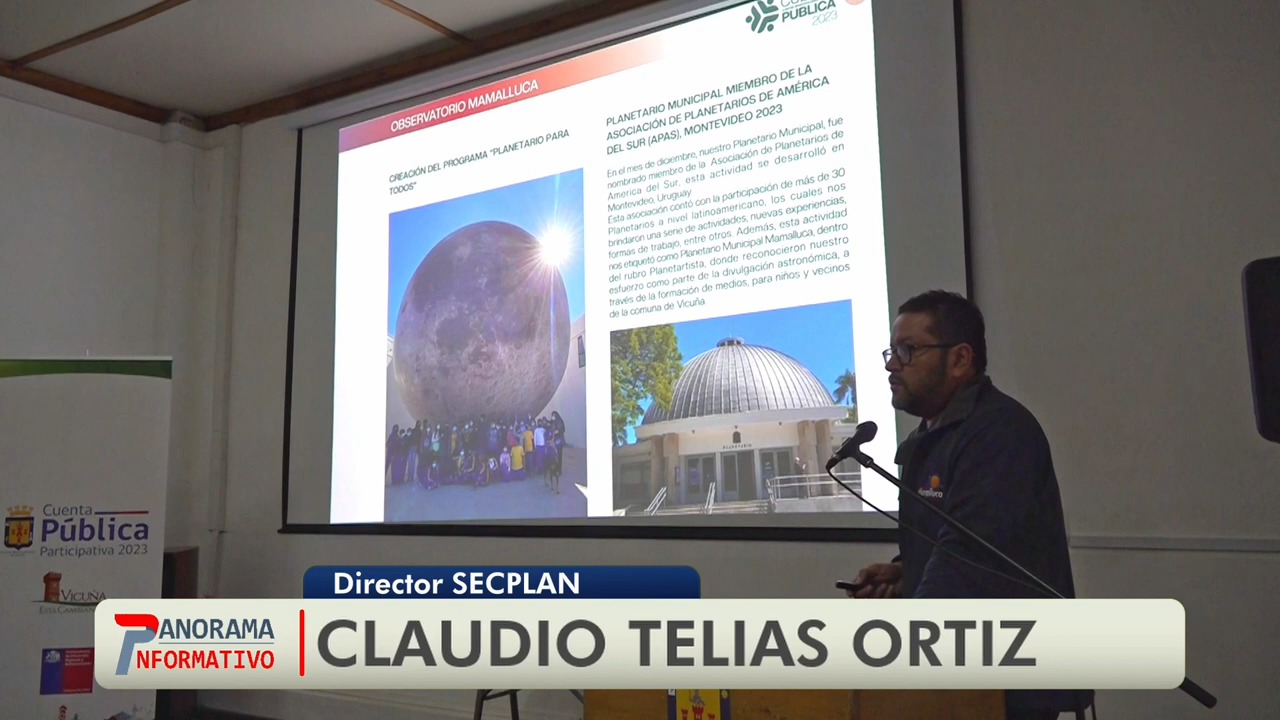 CUENTA
PÚBLICA
2023
OBSERVATORIO MAMALLUCA
CREACIÓN DEL PROGRAMA "PLANETARIO PARA
TODOS"
PLANETARIO MUNICIPAL MIEMBRO DE LA
ASOCIACIÓN DE PLANETARIOS DE AMÉRICA
DEL SUR (APAS), MONTEVIDEO 2023
En el mes de diciembre, nuestro Planetario Municipal, fue
nombrado miembro de la Asociación de Planetarios de
America del Sur, esta actividad se desarrolló en
Montevideo, Uruguay
Esta asociación contó con la participación de más de 30
Planetarios a nivel latinoamericano, los cuales nos
brindaron una serie de actividades, nuevas experiencias,
formas de trabajo, entre otros. Además, esta actividad
nos etiquetó como Planetario Municipal Mamalluca, dentro
del rubro Planetartista, donde reconocieron nuestro
esfuerzo como parte de la divulgación astronómica, a
través de la formación de medios, para niños y vecinos
de la comuna de Vicuña
PLANETARIO
Cuenta
Pública
Participativa 2023
VICUÑA
Director SECPLAN
PANORAMA
INFORMATIVO
CLAUDIO TELIAS ORTIZ